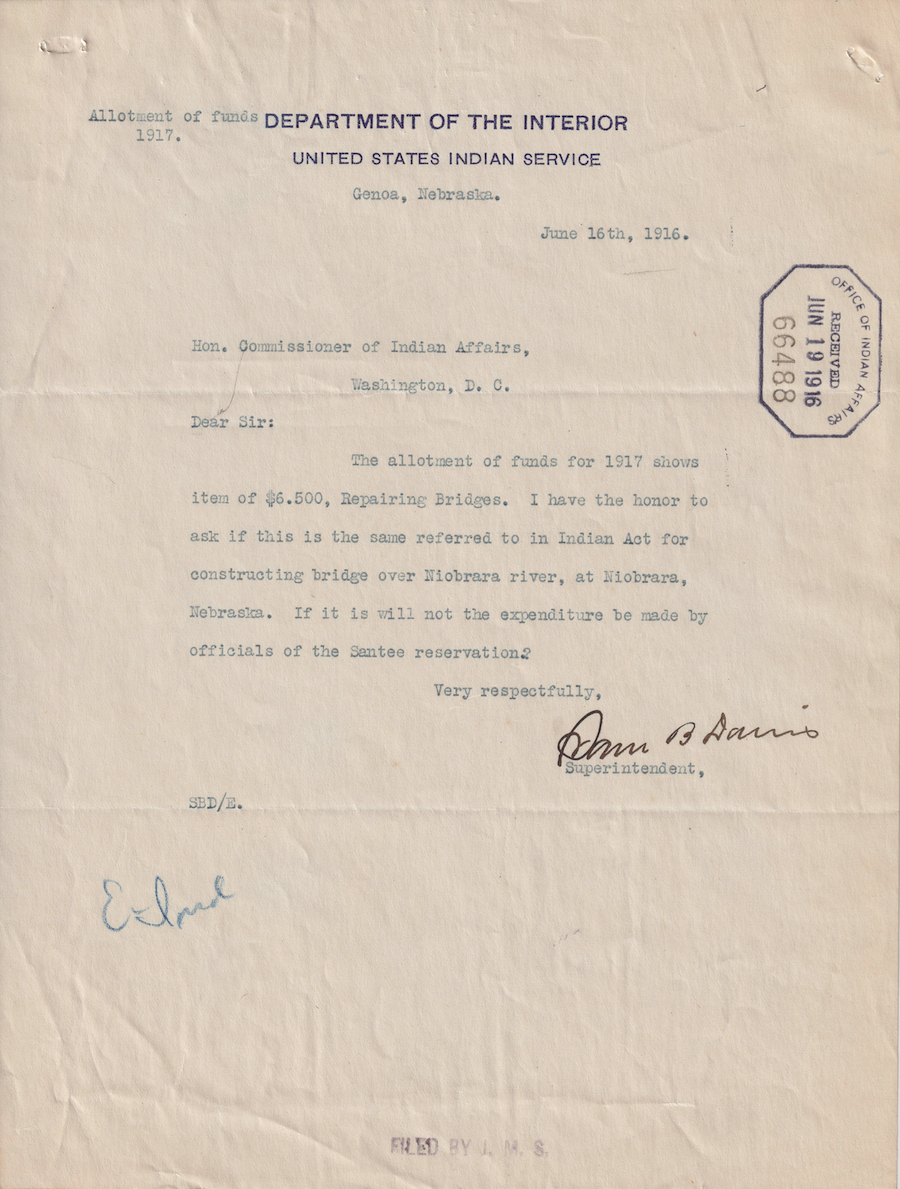 Allotment of funds
1917.
DEPARTMENT OF THE INTERIOR
UNITED STATES INDIAN SERVICE
Genoa, Nebraska.
June 16th, 1916.
OFFICE OF INDIAN AFFAIRS
RECEIVED
JUN 19 1916
66488
Hon. Commissioner of Indian Affairs,
Washington, D. C.
Dear Sir:
The allotment of funds for 1917 shows
item of $6.500, Repairing Bridges. I have the honor to
ask if this is the same referred to in Indian Act for
constructing bridge over Niobrara river, at Niobrara,
Nebraska. If it is will not the expenditure be made by
officials of the Santee reservation?
Very respectfully,
Sam B Davis
Superintendent,
SBD/E.
FILED BY J. M. S.